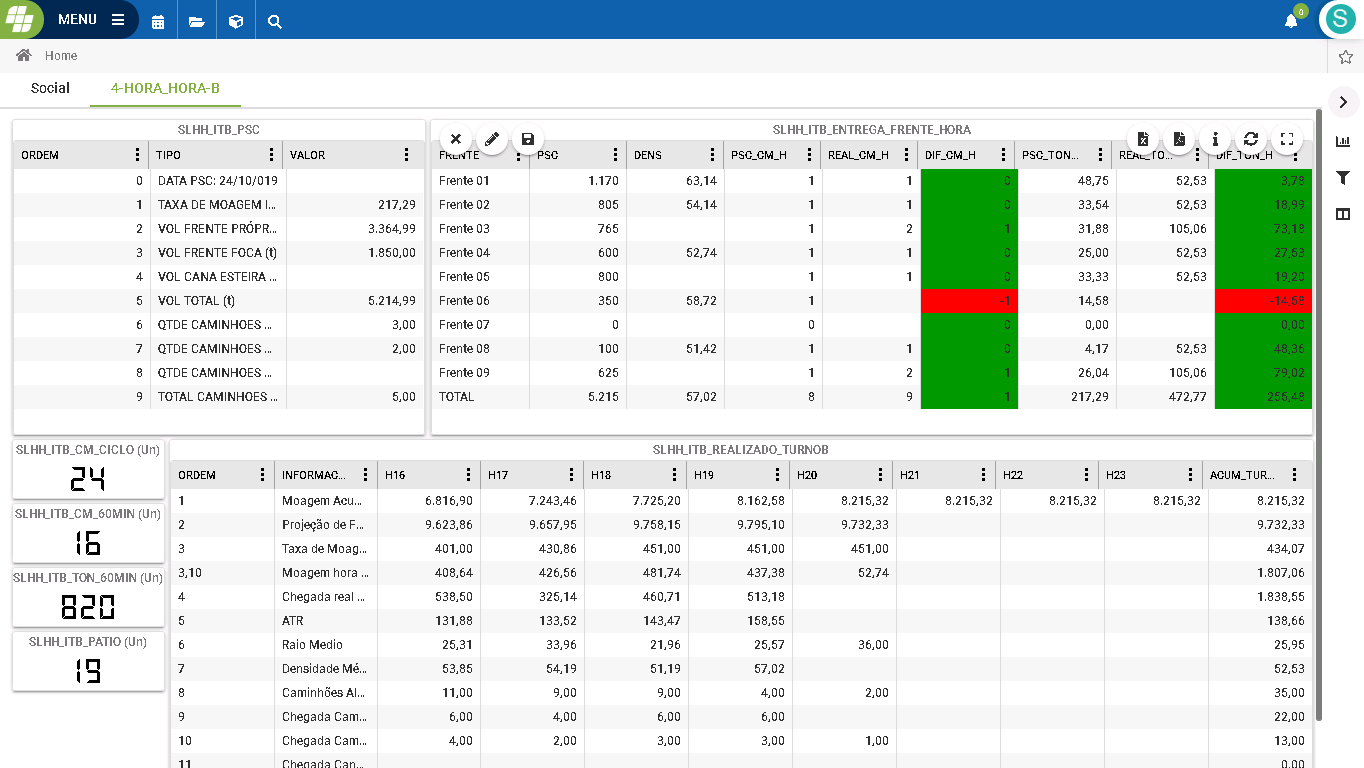 MENU
0
S
Home
Social 4-HORA_HORA-B
SLHH_ITB_PSC
ORDEM TIPO VALOR
0 DATA PSC: 24/10/019
1 TAXA DE MOAGEM I... 217,29
2 VOL FRENTE PRÓPR... 3.364,99
3 VOL FRENTE FOCA (t) 1.850,00
4 VOL CANA ESTEIRA ...
5 VOL TOTAL (t) 5.214,99
6 QTDE CAMINHOES ... 3,00
7 QTDE CAMINHOES ... 2,00
8 QTDE CAMINHOES ...
9 TOTAL CAMINHOES ... 5,00
SLHH_ITB_ENTREGA_FRENTE_HORA
FRENTE PSC DENS PSC_CM_H REAL_CM_H DIF_CM_H PSC_TON... REAL_TO... DIF_TON_H
Frente 01 1.170 63,14 1 1 0 48,75 52,53 3,78
Frente 02 805 54,14 1 1 0 33,54 52,53 18,99
Frente 03 765 1 2 1 31,88 105,06 73,18
Frente 04 600 52,74 1 1 0 25,00 52,53 27,53
Frente 05 800 1 1 0 33,33 52,53 19,20
Frente 06 350 58,72 1 -1 14,58 -14,58
Frente 07 0 0 0 0,00 0,00
Frente 08 100 51,42 1 1 0 4,17 52,53 48,36
Frente 09 625 1 2 1 26,04 105,06 79,02
TOTAL 5.215 57,02 8 9 1 217,29 472,77 255,48
SLHH_ITB_CM_CICLO (Un)
24
SLHH_ITB_CM_60MIN (Un)
16
SLHH_ITB_TON_60MIN (Un)
820
SLHH_ITB_PATIO (Un)
19
SLHH_ITB_REALIZADO_TURNOB
ORDEM INFORMAC... H16 H17 H18 H19 H20 H21 H22 H23 ACUM_TUR...
1 Moagem Acu... 6.816,90 7.243,46 7.725,20 8.162,58 8.215,32 8.215,32 8.215,32 8.215,32 8.215,32
2 Projeção de F... 9.623,86 9.657,95 9.758,15 9.795,10 9.732,33 9.732,33
3 Taxa de Moag... 401,00 430,86 451,00 451,00 451,00 434,07
3,10 Moagem hora ... 408,64 426,56 481,74 437,38 52,74 1.807,06
4 Chegada real ... 538,50 325,14 460,71 513,18 1.838,55
5 ATR 131,88 133,52 143,47 158,55 138,66
6 Raio Medio 25,31 33,96 21,96 25,57 36,00 25,95
7 Densidade Mé... 53,85 54,19 51,19 57,02 52,53
8 Caminhões Al... 11,00 9,00 9,00 4,00 2,00 35,00
9 Chegada Cam... 6,00 4,00 6,00 6,00 22,00
10 Chegada Cam... 4,00 2,00 3,00 3,00 1,00 13,00
11 Chegada Can... 0,00